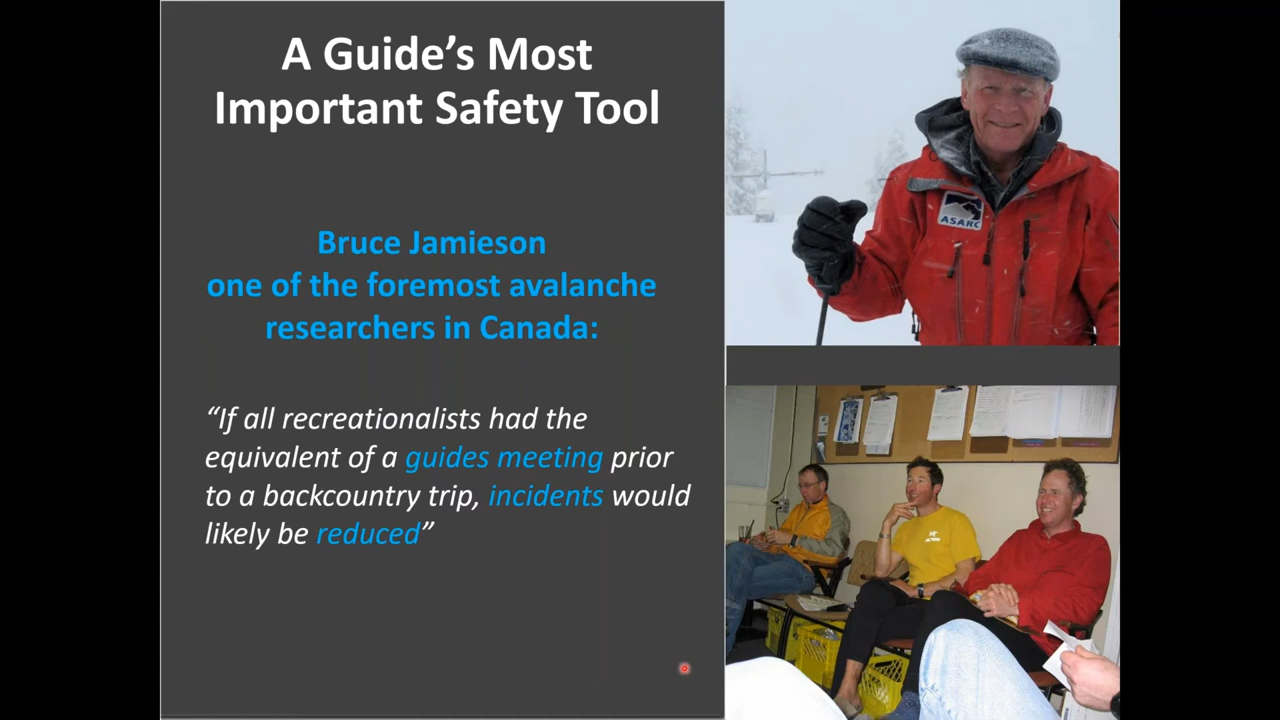 A Guide’s Most
Important Safety Tool
Bruce Jamieson
one of the foremost avalanche
researchers in Canada:
“If all recreationalists had the
equivalent of a guides meeting prior
to a backcountry trip, incidents would
likely be reduced”
ASARC